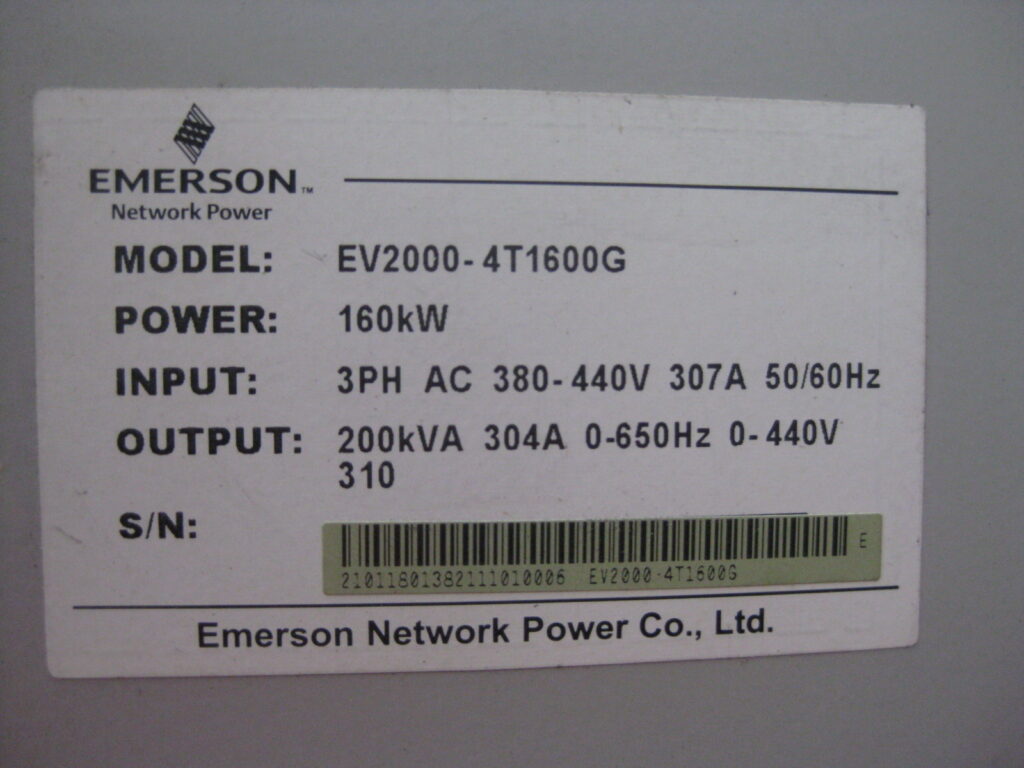 EMERSON™
Network Power
MODEL: EV2000-4T1600G
POWER: 160kW
INPUT: 3PH AC 380-440V 307A 50/60Hz
OUTPUT: 200kVA 304A 0-650Hz 0-440V
310
S/N:
E
21011801382111010006 EV2000-4T1600G
Emerson Network Power Co., Ltd.